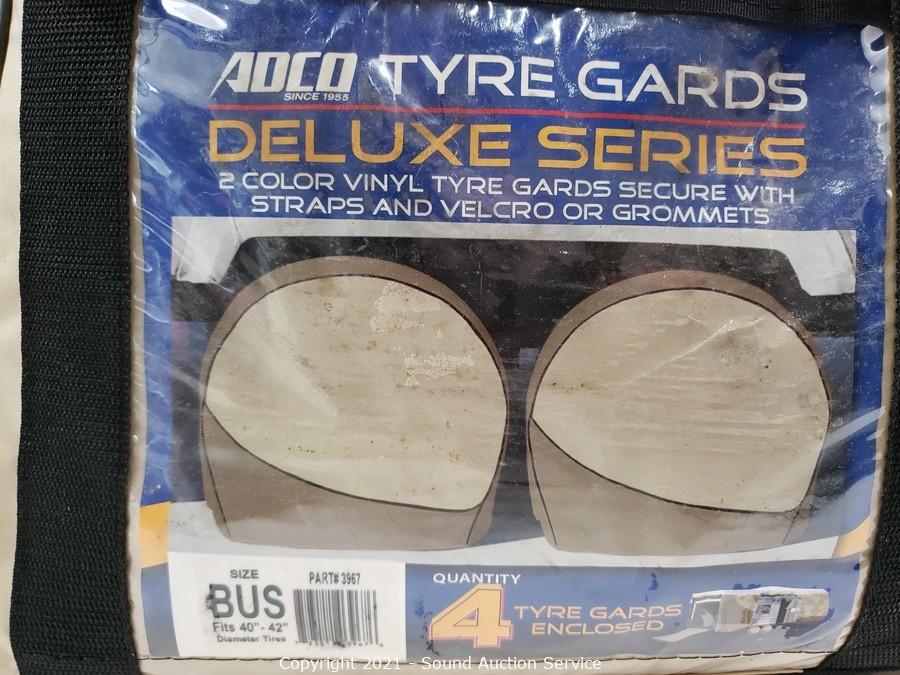 ADCO TYRE GARDS
SINCE 1955
DELUXE SERIES
2 COLOR VINYL TYRE GARDS SECURE WITH
STRAPS AND VELCRO OR GROMMETS
SIZE
BUS
Fits 40"- 42"
Diameter Tires
PART# 3967
QUANTITY
4 TYRE GARDS
ENCLOSED
Copyright 2021 - Sound Auction Service